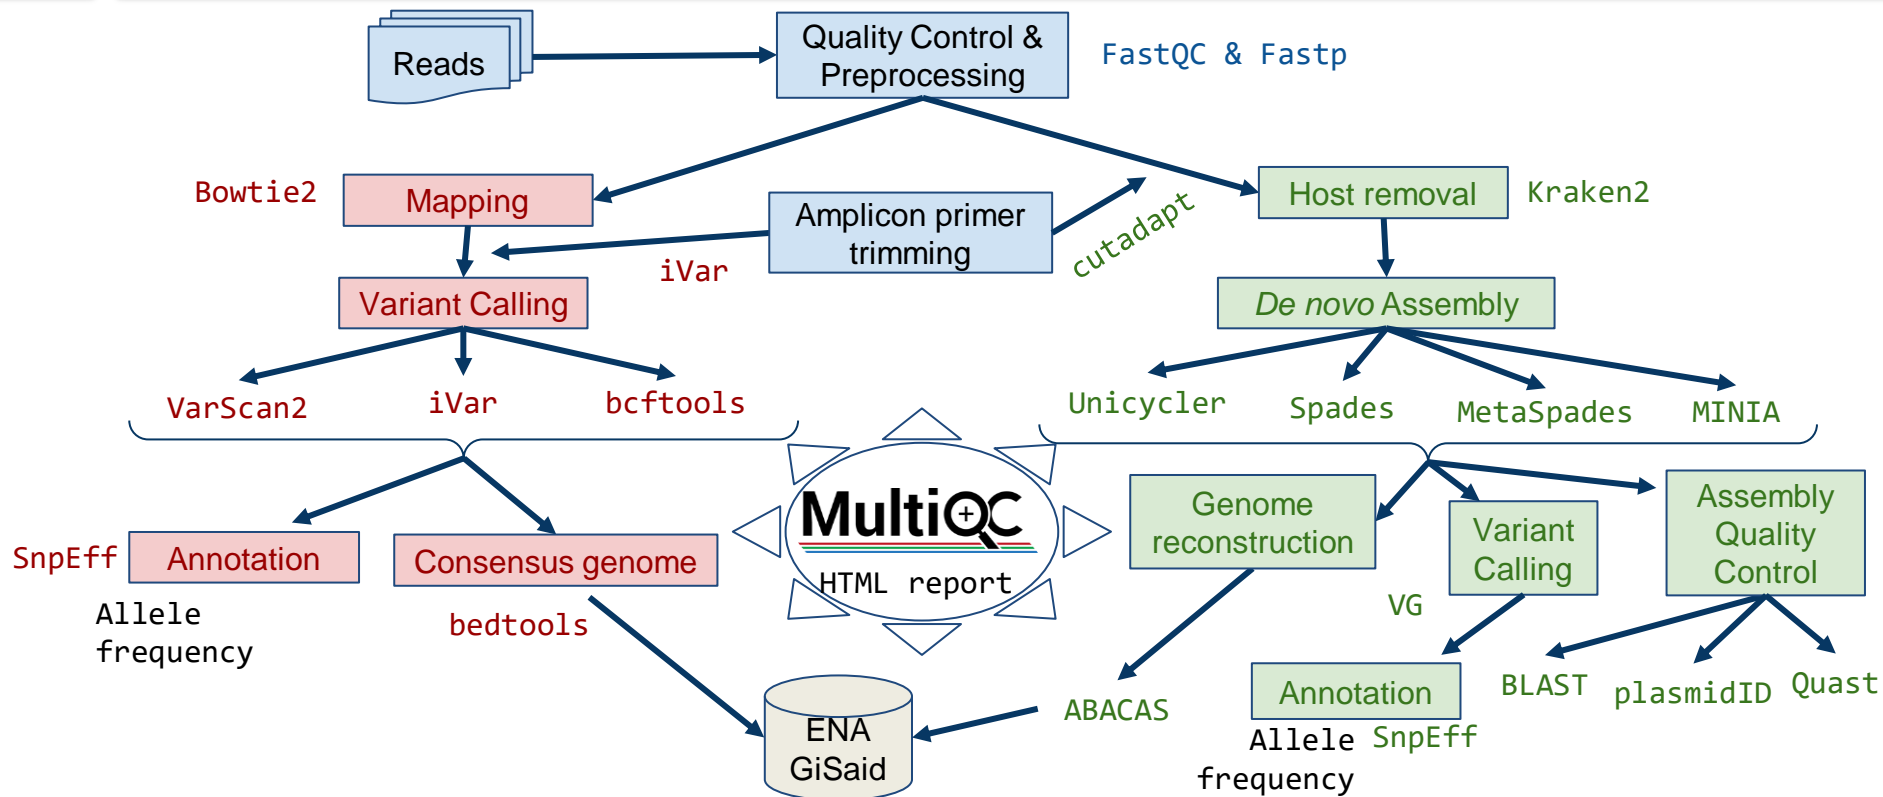 Reads
Quality Control &
Preprocessing
FastQC & Fastp
Bowtie2
Mapping
Amplicon primer
trimming
cutadapt
Host removal
Kraken2
iVar
Variant Calling
De novo Assembly
VarScan2
iVar
bcftools
Unicycler
Spades
MetaSpades
MINIA
MultiQC
HTML report
SnpEff
Annotation
Allele
frequency
Consensus genome
bedtools
Genome
reconstruction
Variant
Calling
VG
Assembly
Quality
Control
ENA
GiSaid
ABACAS
Annotation
SnpEff
Allele
frequency
BLAST
plasmidID
Quast